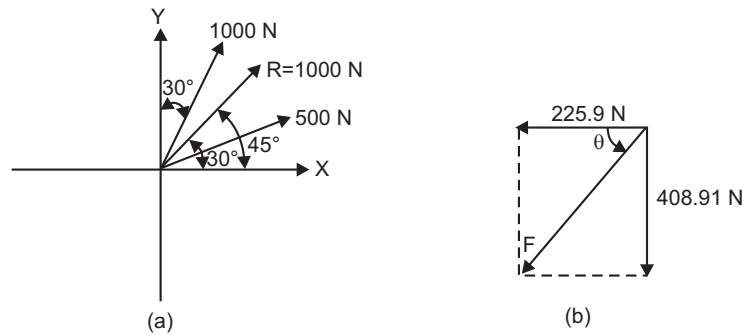 Y
1000 N
R=1000 N
30°
500 N
45°
30°
X
(a)
225.9 N
θ
408.91 N
F
(b)